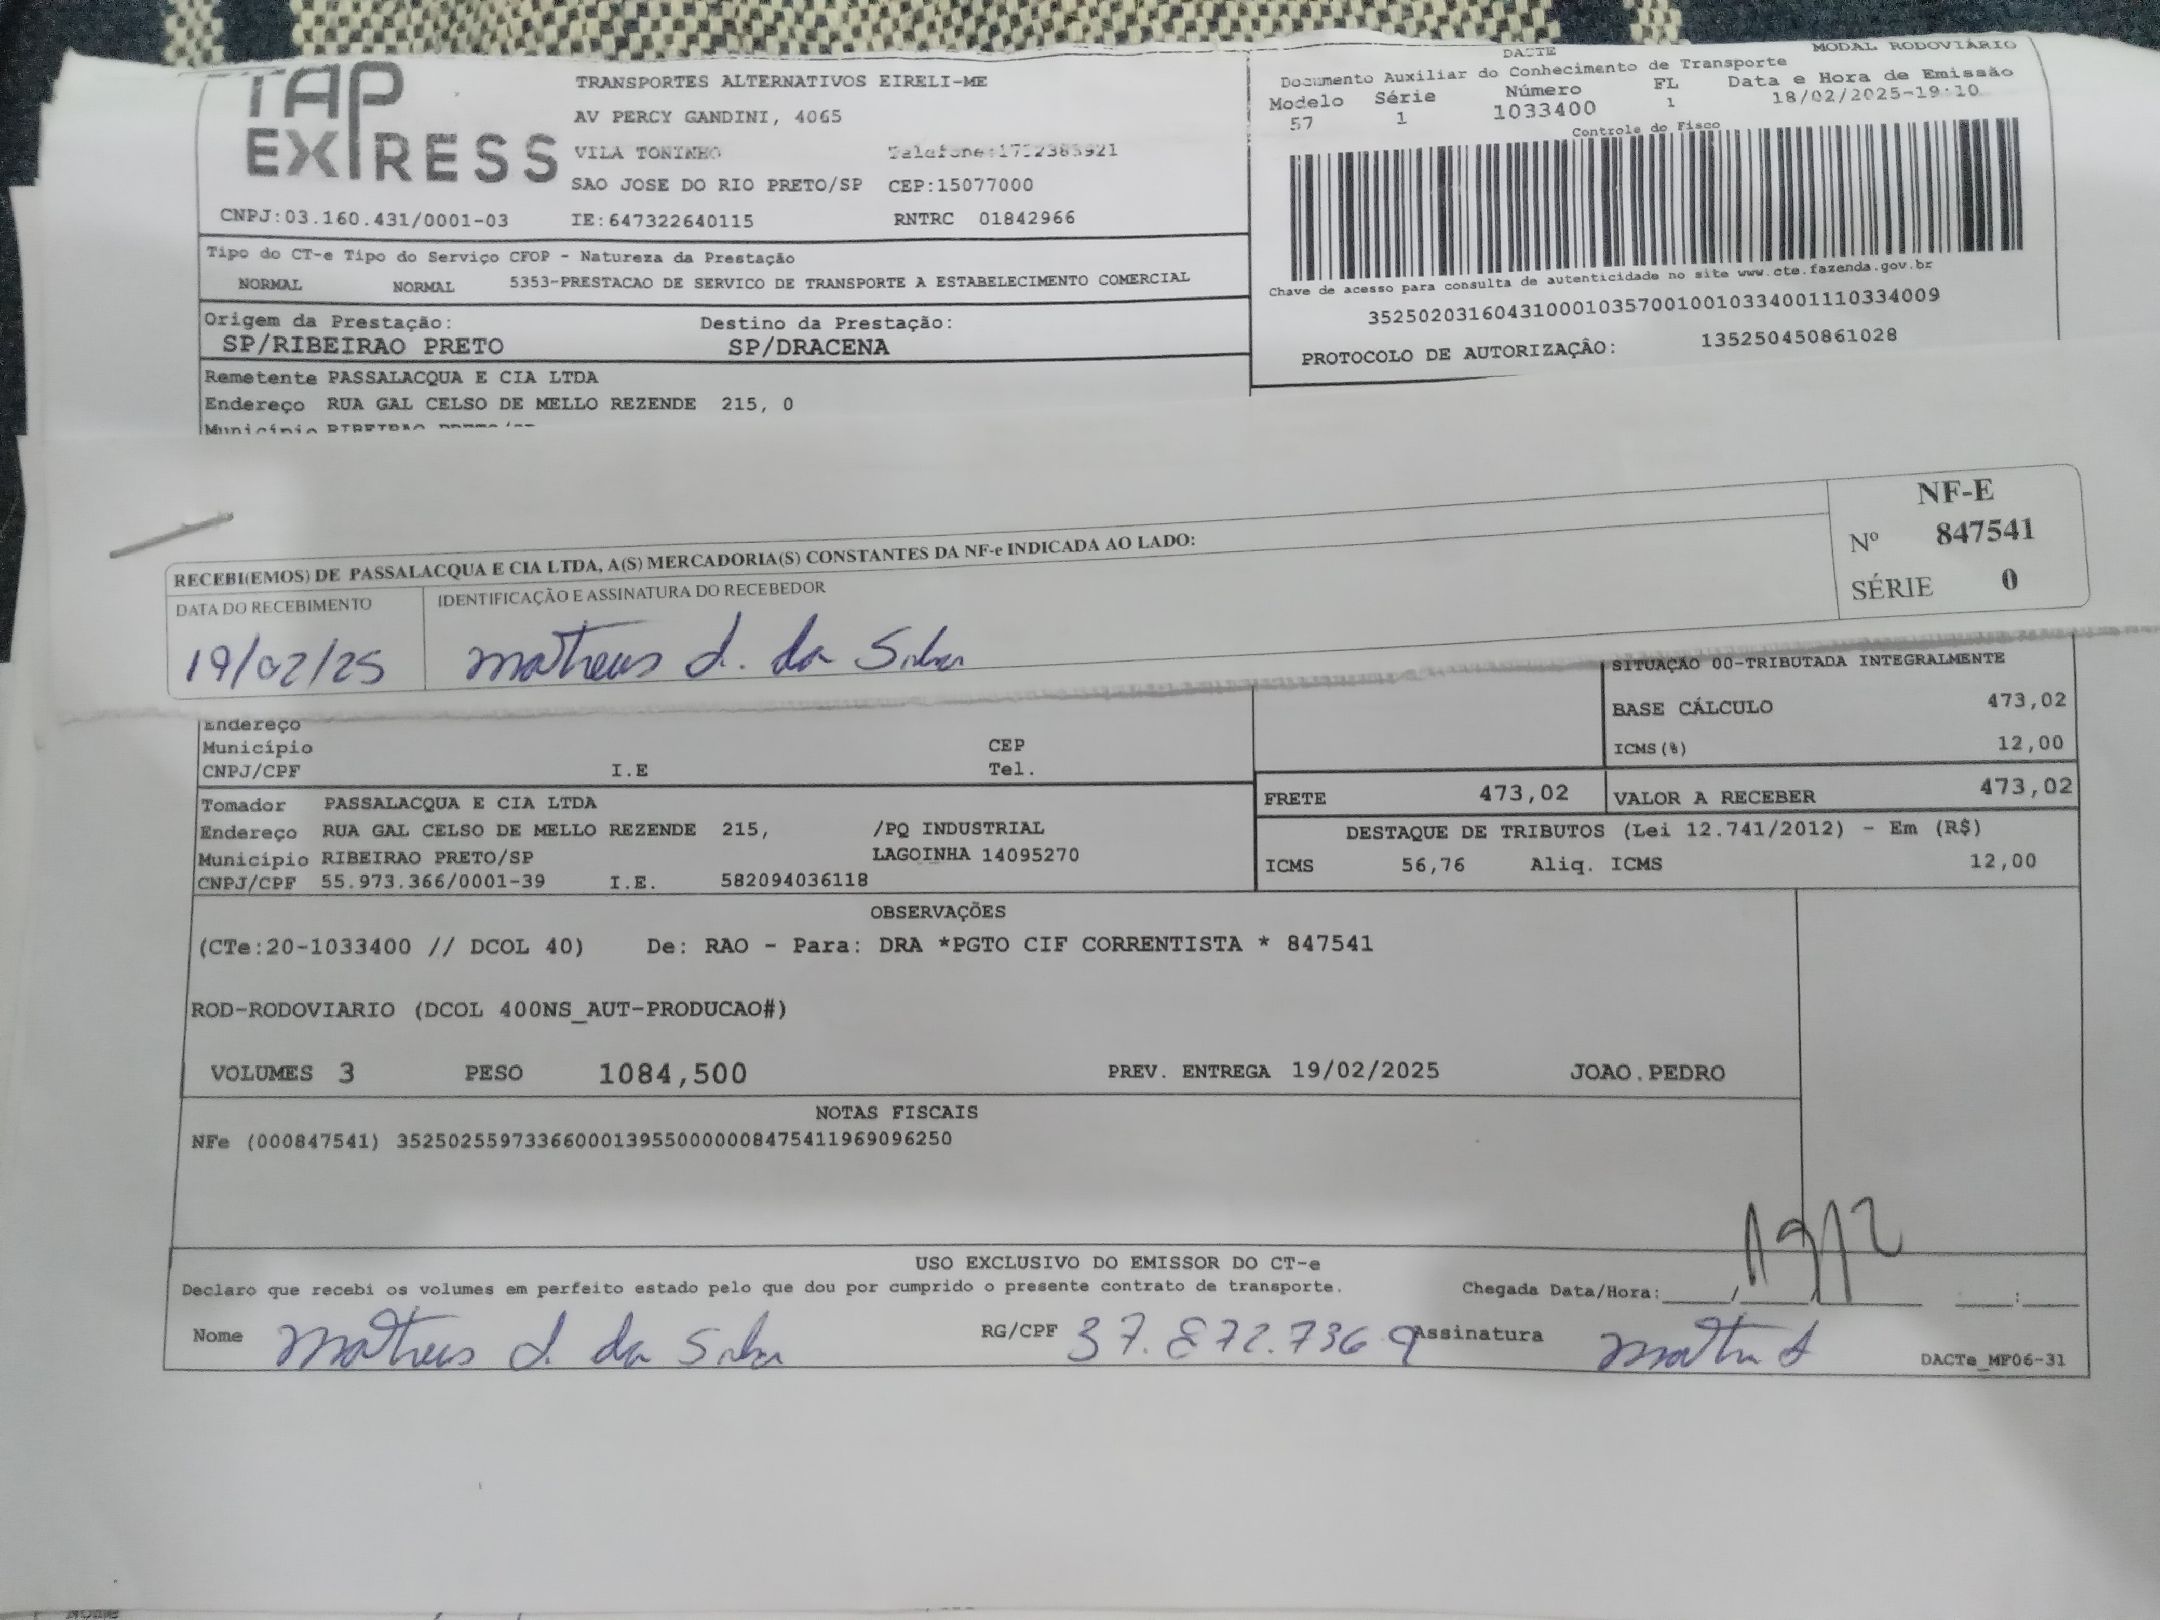 TAP EXPRESS
TRANSPORTES ALTERNATIVOS EIRELI-ME
AV PERCY GANDINI, 4065
VILA TONINHO
SAO JOSE DO RIO PRETO/SP CEP:15077000
CNPJ:03.160.431/0001-03 IE:647322640115 RNTRC 01842966
DACTE MODAL RODOVIÁRIO
Documento Auxiliar do Conhecimento de Transporte
Modelo Série Número FL Data e Hora de Emissão
57 1 1033400 1 18/02/2025-19:10
Controle do Fisco
Chave de acesso para consulta de autenticidade no site www.cte.fazenda.gov.br
35250203160431000103570010010334001110334009
PROTOCOLO DE AUTORIZAÇÃO: 135250450861028
Tipo do CT-e Tipo do Serviço CFOP - Natureza da Prestação
NORMAL NORMAL 5353-PRESTACAO DE SERVICO DE TRANSPORTE A ESTABELECIMENTO COMERCIAL
Origem da Prestação: Destino da Prestação:
SP/RIBEIRAO PRETO SP/DRACENA
Remetente PASSALACQUA E CIA LTDA
Endereço RUA GAL CELSO DE MELLO REZENDE 215, 0
Município RIBEIRAO PRETO/SP
RECEBI(EMOS) DE PASSALACQUA E CIA LTDA, A(S) MERCADORIA(S) CONSTANTES DA NF-e INDICADA AO LADO:
DATA DO RECEBIMENTO IDENTIFICAÇÃO E ASSINATURA DO RECEBEDOR
19/02/25 Matheus d. da Silva
NF-E
Nº 847541
SÉRIE 0
SITUAÇÃO 00-TRIBUTADA INTEGRALMENTE
BASE CÁLCULO 473,02
ICMS(%) 12,00
Endereço
Município CEP
CNPJ/CPF I.E Tel.
FRETE 473,02 VALOR A RECEBER 473,02
Tomador PASSALACQUA E CIA LTDA
Endereço RUA GAL CELSO DE MELLO REZENDE 215, /PQ INDUSTRIAL
Município RIBEIRAO PRETO/SP LAGOINHA 14095270
CNPJ/CPF 55.973.366/0001-39 I.E. 582094036118
DESTAQUE DE TRIBUTOS (Lei 12.741/2012) - Em (R$)
ICMS 56,76 Aliq. ICMS 12,00
OBSERVAÇÕES
(CTe:20-1033400 // DCOL 40) De: RAO - Para: DRA *PGTO CIF CORRENTISTA * 847541
ROD-RODOVIARIO (DCOL 400NS_AUT-PRODUCAO#)
VOLUMES 3 PESO 1084,500 PREV. ENTREGA 19/02/2025 JOAO.PEDRO
NOTAS FISCAIS
NFe (000847541) 35250255973366000139550000008475411969096250
USO EXCLUSIVO DO EMISSOR DO CT-e
Declaro que recebi os volumes em perfeito estado pelo que dou por cumprido o presente contrato de transporte. Chegada Data/Hora: 19/2
Nome Matheus d. da Silva RG/CPF 37.872.736 9 Assinatura
DACTe_MF06-31